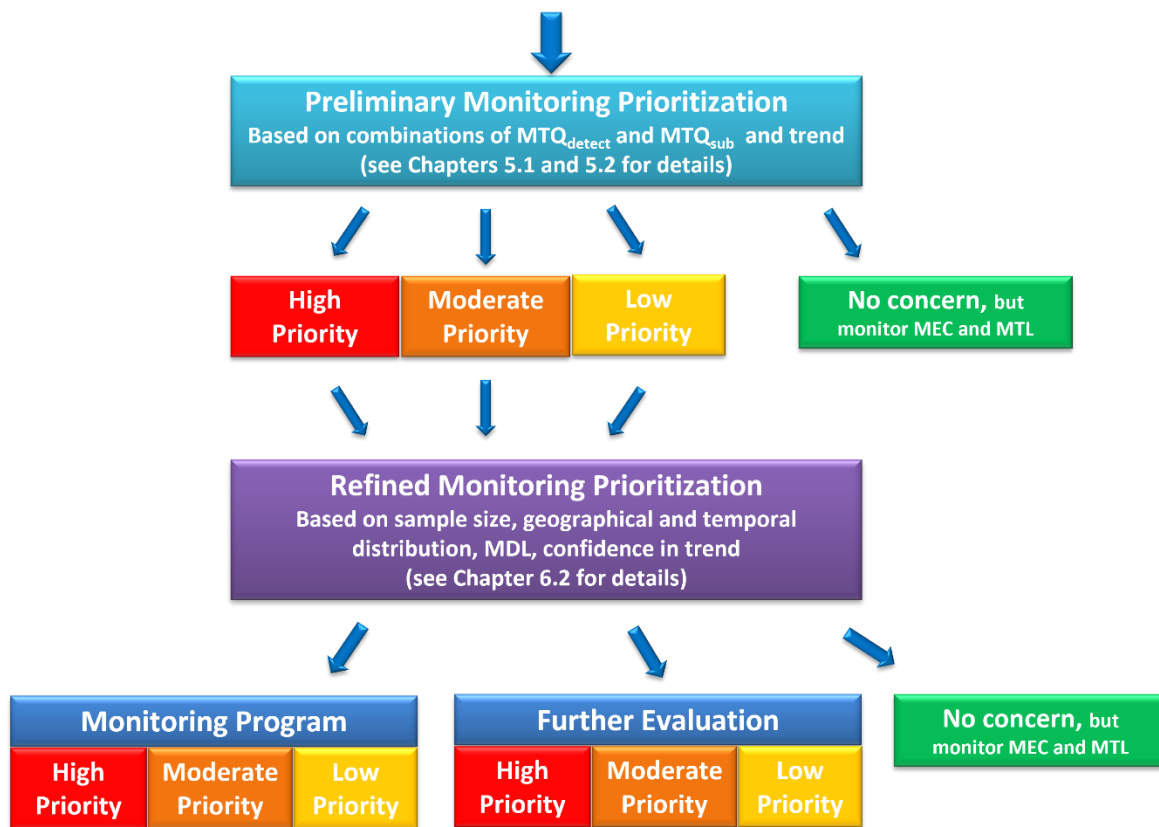 Preliminary Monitoring Prioritization
Based on combinations of MTQdetect and MTQsub and trend
(see Chapters 5.1 and 5.2 for details)
High
Priority
Moderate
Priority
Low
Priority
No concern, but
monitor MEC and MTL
Refined Monitoring Prioritization
Based on sample size, geographical and temporal
distribution, MDL, confidence in trend
(see Chapter 6.2 for details)
Monitoring Program
High
Priority
Moderate
Priority
Low
Priority
Further Evaluation
High
Priority
Moderate
Priority
Low
Priority
No concern, but
monitor MEC and MTL